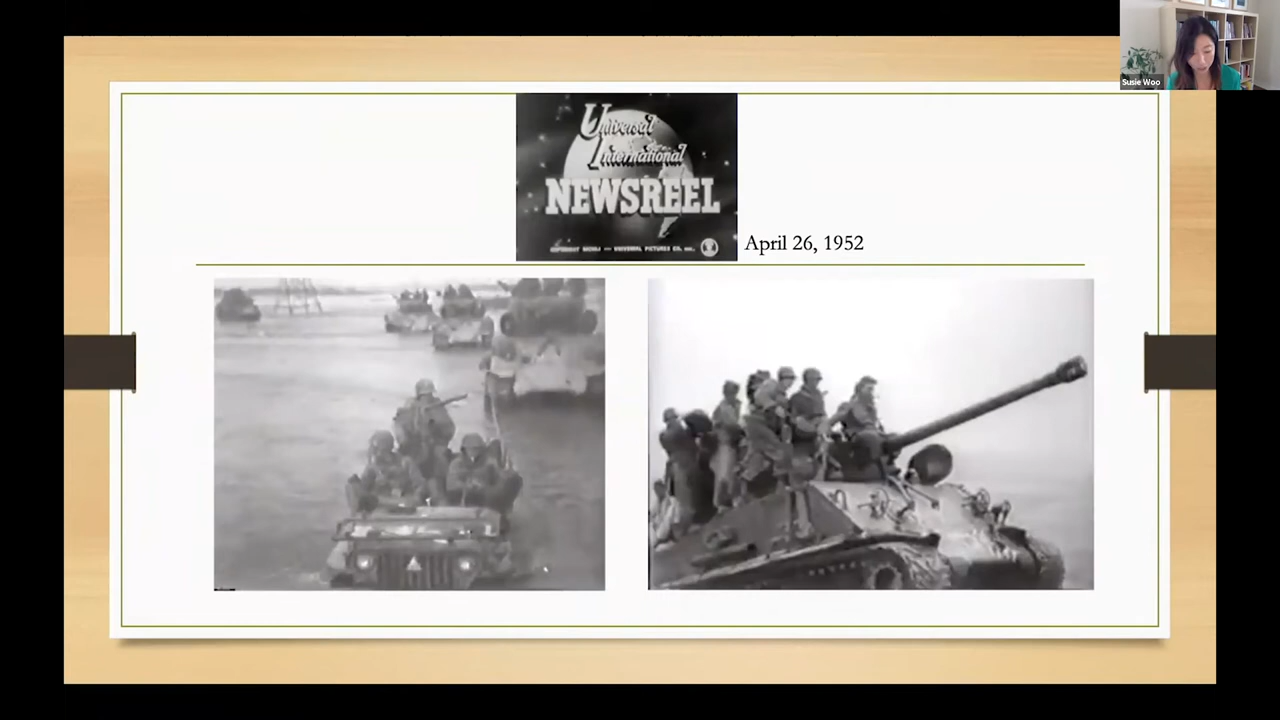 Susie Woo
Universal
International
NEWSREEL
April 26, 1952